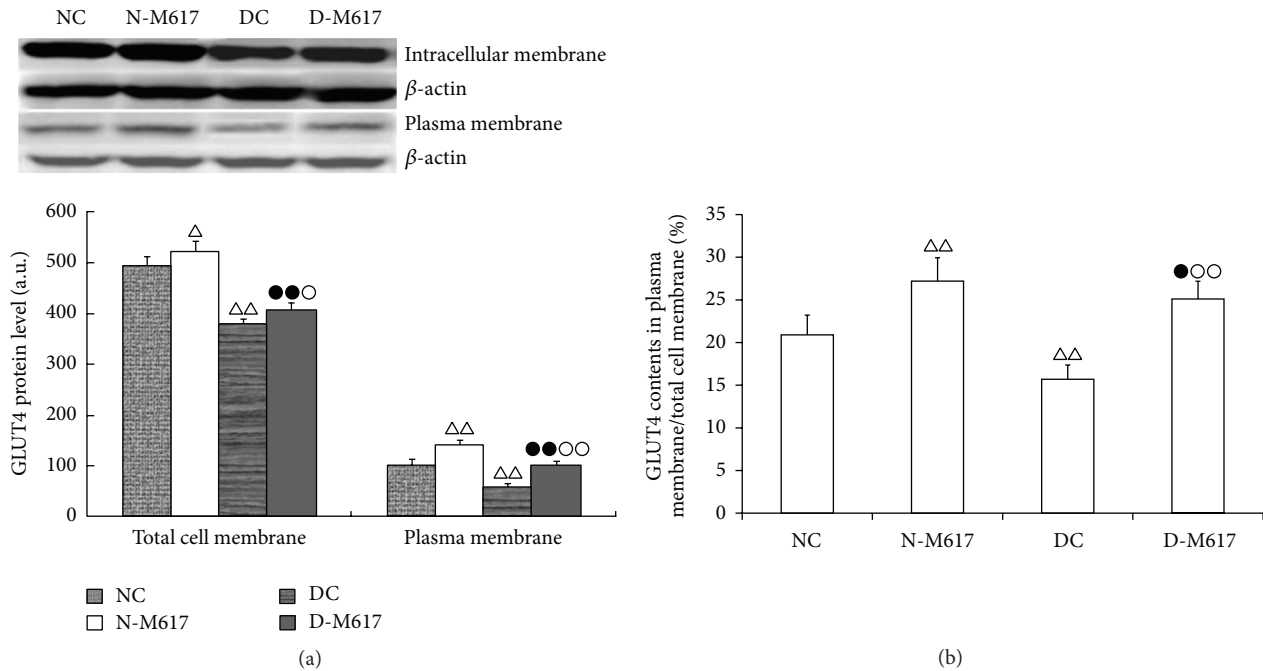 NC N-M617 DC D-M617
Intracellular membrane
β-actin
Plasma membrane
β-actin
GLUT4 protein level (a.u.)
600
500
400
300
200
100
0
△
△△
●●○
△△
△△
●●○○
Total cell membrane Plasma membrane
NC DC
N-M617 D-M617
(a)
GLUT4 contents in plasma
membrane/total cell membrane (%)
35
30
25
20
15
10
5
0
△△
△△
●○○
NC N-M617 DC D-M617
(b)